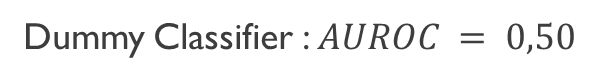 Dummy Classifier : AUROC = 0,50